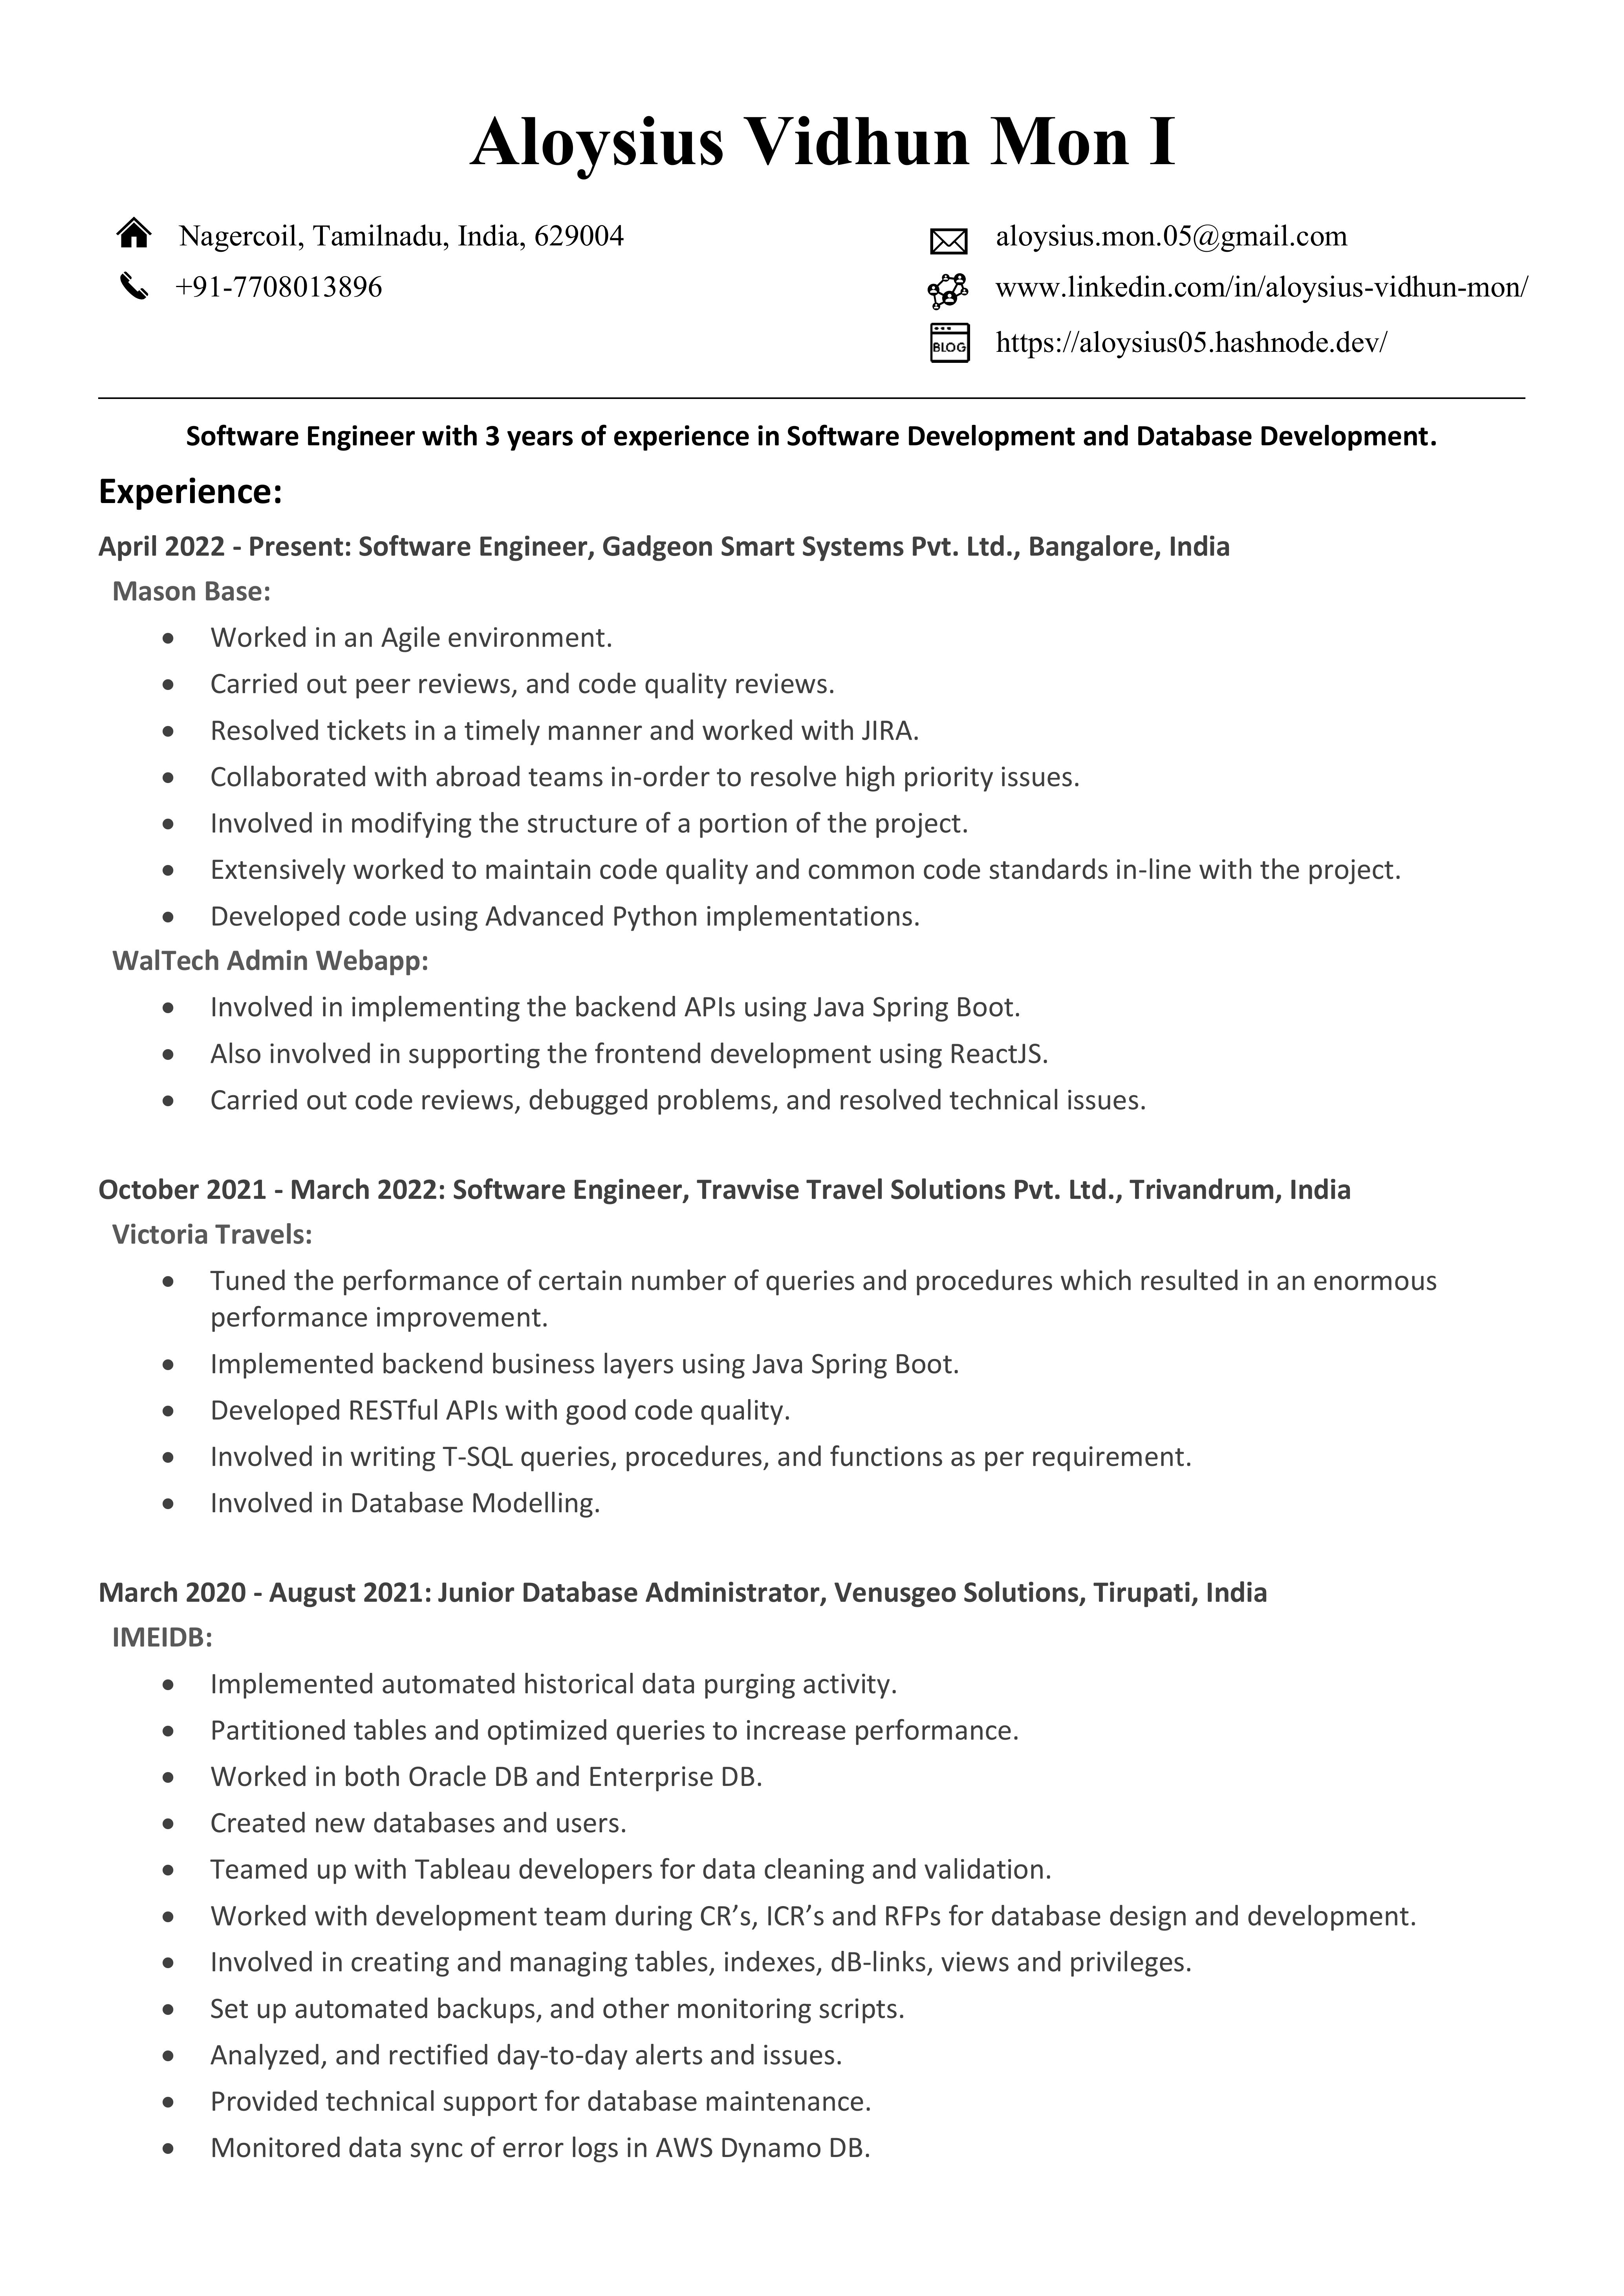 Aloysius Vidhun Mon I
Nagercoil, Tamilnadu, India, 629004
+91-7708013896
aloysius.mon.05@gmail.com
www.linkedin.com/in/aloysius-vidhun-mon/
BLOG https://aloysius05.hashnode.dev/
Software Engineer with 3 years of experience in Software Development and Database Development.
Experience:
April 2022 - Present: Software Engineer, Gadgeon Smart Systems Pvt. Ltd., Bangalore, India
Mason Base:
• Worked in an Agile environment.
• Carried out peer reviews, and code quality reviews.
• Resolved tickets in a timely manner and worked with JIRA.
• Collaborated with abroad teams in-order to resolve high priority issues.
• Involved in modifying the structure of a portion of the project.
• Extensively worked to maintain code quality and common code standards in-line with the project.
• Developed code using Advanced Python implementations.
WalTech Admin Webapp:
• Involved in implementing the backend APIs using Java Spring Boot.
• Also involved in supporting the frontend development using ReactJS.
• Carried out code reviews, debugged problems, and resolved technical issues.
October 2021 - March 2022: Software Engineer, Travvise Travel Solutions Pvt. Ltd., Trivandrum, India
Victoria Travels:
• Tuned the performance of certain number of queries and procedures which resulted in an enormous
performance improvement.
• Implemented backend business layers using Java Spring Boot.
• Developed RESTful APIs with good code quality.
• Involved in writing T-SQL queries, procedures, and functions as per requirement.
• Involved in Database Modelling.
March 2020 - August 2021: Junior Database Administrator, Venusgeo Solutions, Tirupati, India
IMEIDB:
• Implemented automated historical data purging activity.
• Partitioned tables and optimized queries to increase performance.
• Worked in both Oracle DB and Enterprise DB.
• Created new databases and users.
• Teamed up with Tableau developers for data cleaning and validation.
• Worked with development team during CR’s, ICR’s and RFPs for database design and development.
• Involved in creating and managing tables, indexes, dB-links, views and privileges.
• Set up automated backups, and other monitoring scripts.
• Analyzed, and rectified day-to-day alerts and issues.
• Provided technical support for database maintenance.
• Monitored data sync of error logs in AWS Dynamo DB.